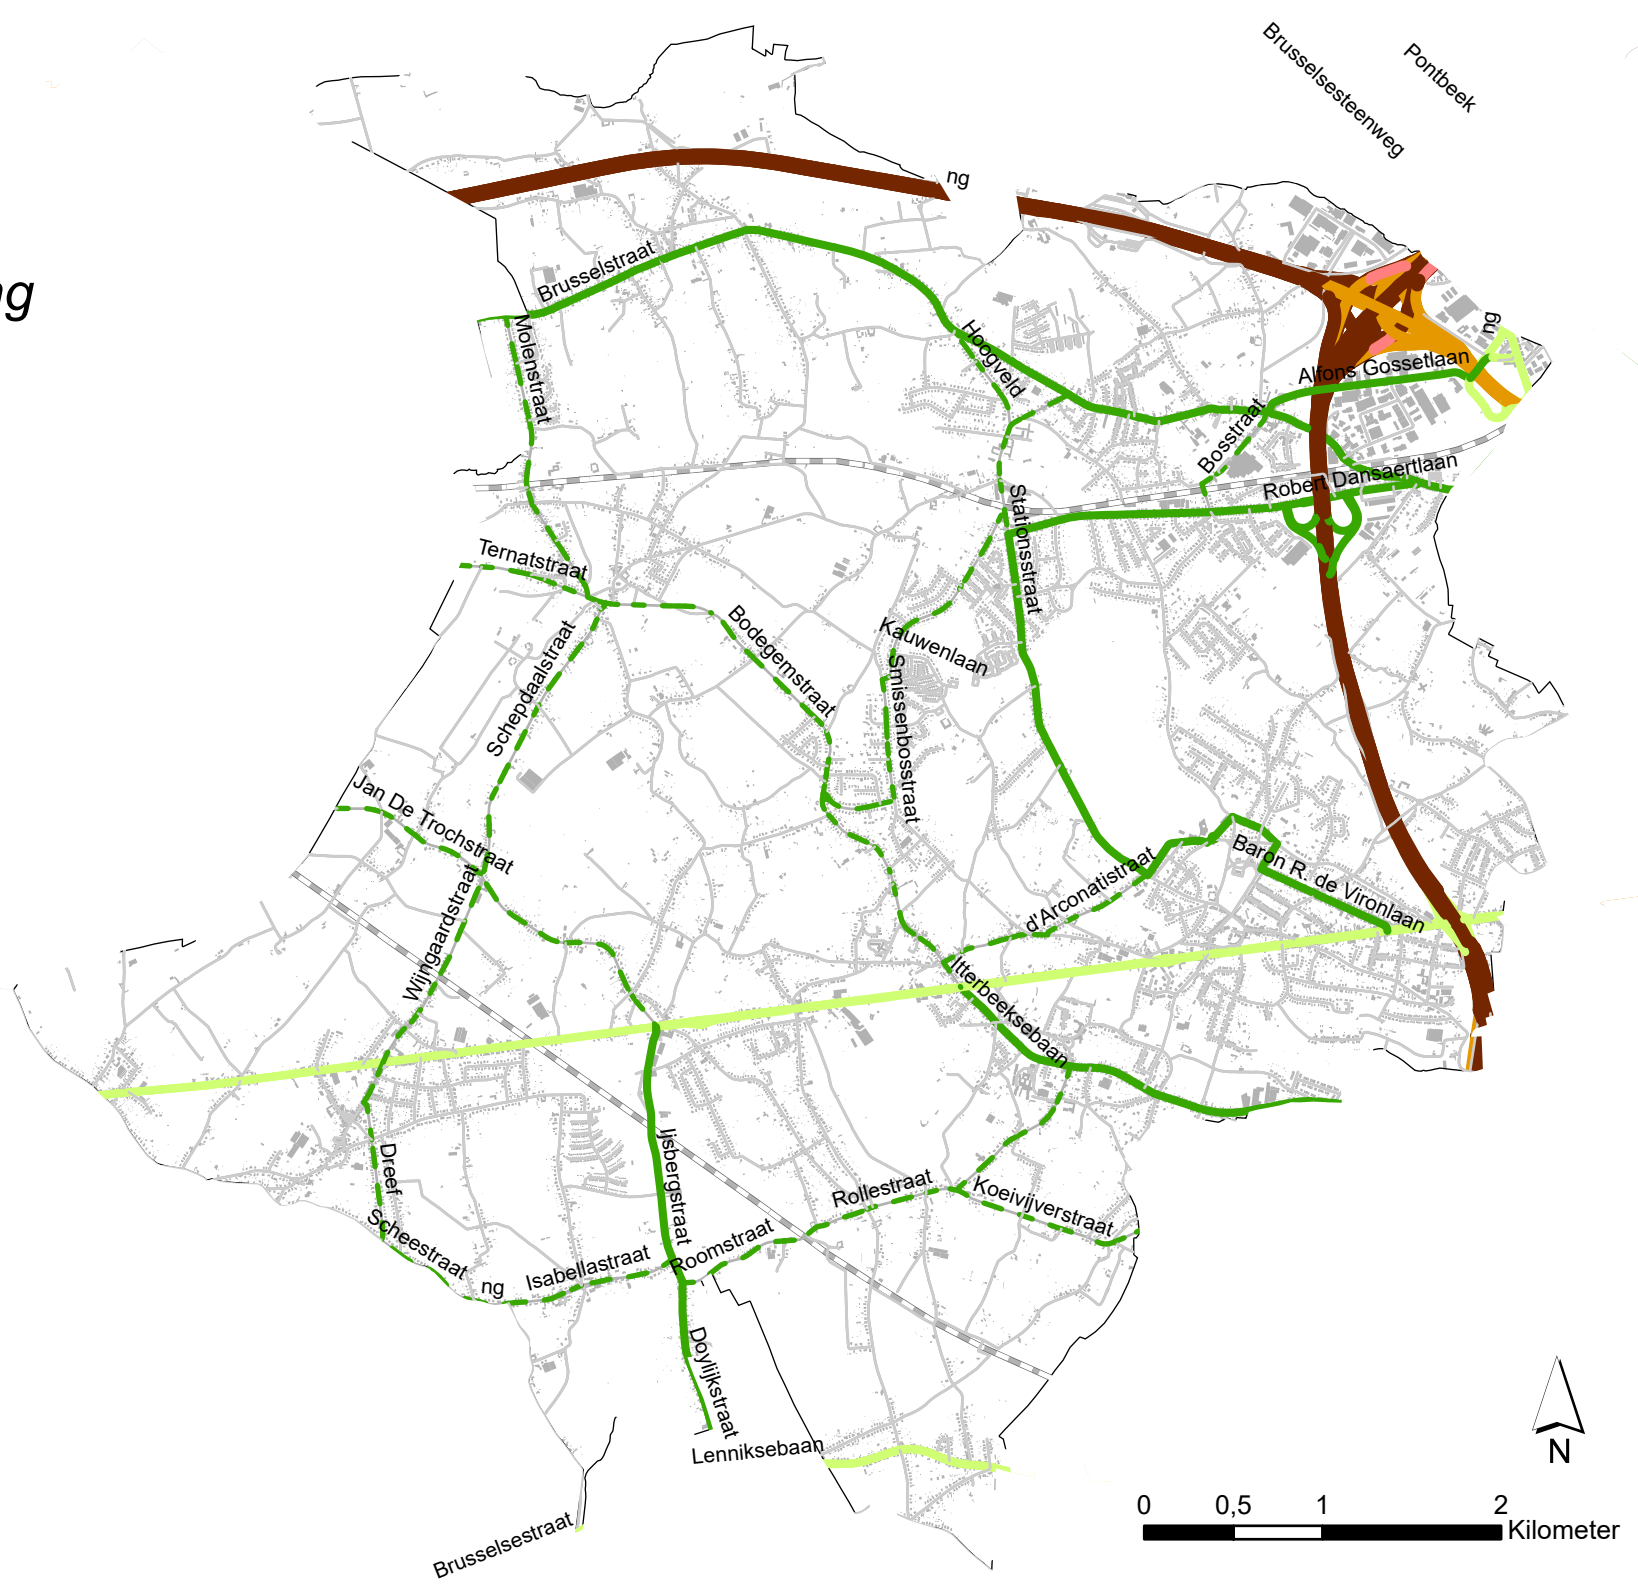 Brusselsesteenweg
Pontbeek
ng
ng
Brusselstraat
ng
Molenstraat
Hoogveld
Alfons Gossetlaan
Bosstraat
Robert Dansaertlaan
Stationsstraat
Ternatstraat
Bodegemstraat
Kauwenlaan
Schepdaalstraat
Smissenbosstraat
Jan De Trochstraat
Baron R. de Vironlaan
d'Arconatistraat
Wijngaardstraat
Itterbeeksebaan
Dreef
Ijsbergstraat
Rollestraat
Koeivijverstraat
Scheestraat
ng
Isabellastraat
Roomstraat
Doylijkstraat
Lenniksebaan
Brusselsestraat
N
0 0,5 1 2
Kilometer